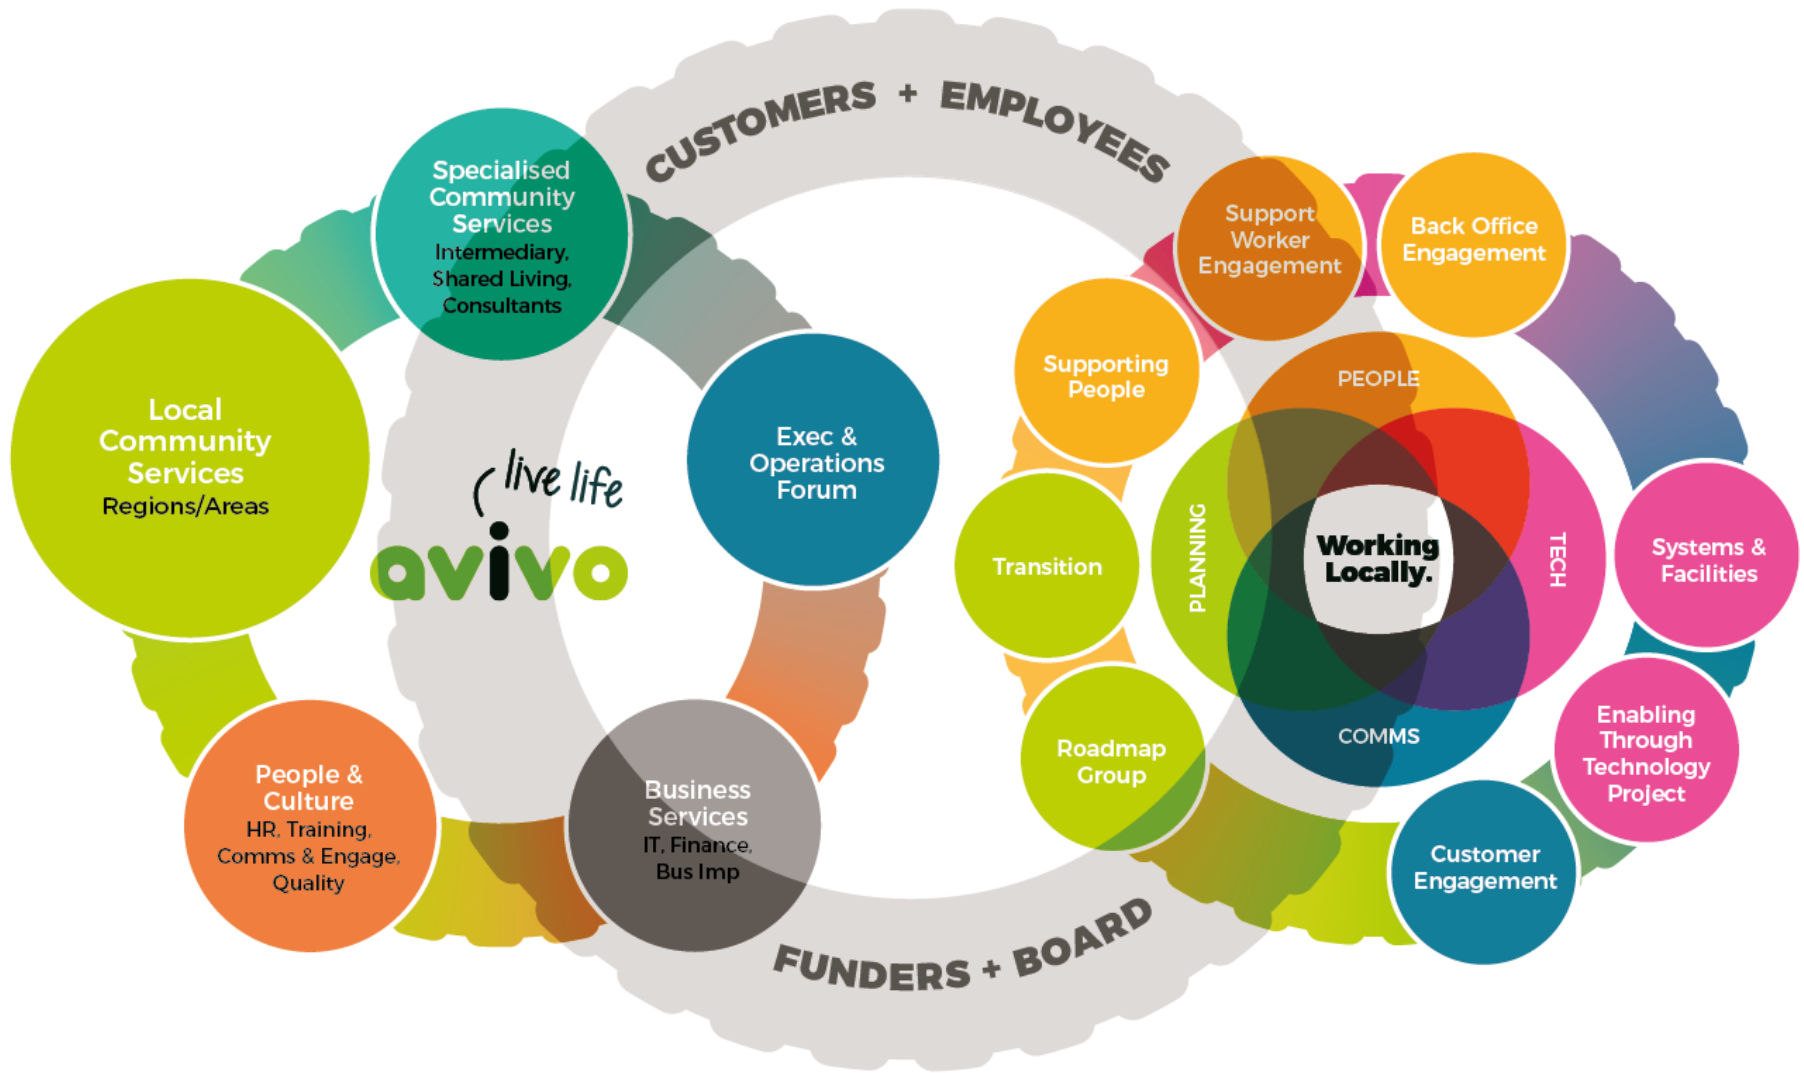 CUSTOMERS + EMPLOYEES
Specialised
Community
Services
Intermediary,
Shared Living,
Consultants
Local
Community
Services
Regions/Areas
Exec &
Operations
Forum
live life
avivo
People &
Culture
HR, Training,
Comms & Engage,
Quality
Business
Services
IT, Finance,
Bus Imp
FUNDERS + BOARD
Support
Worker
Engagement
Back Office
Engagement
Supporting
People
Transition
Roadmap
Group
PEOPLE
PLANNING
TECH
COMMS
Working
Locally.
Systems &
Facilities
Enabling
Through
Technology
Project
Customer
Engagement